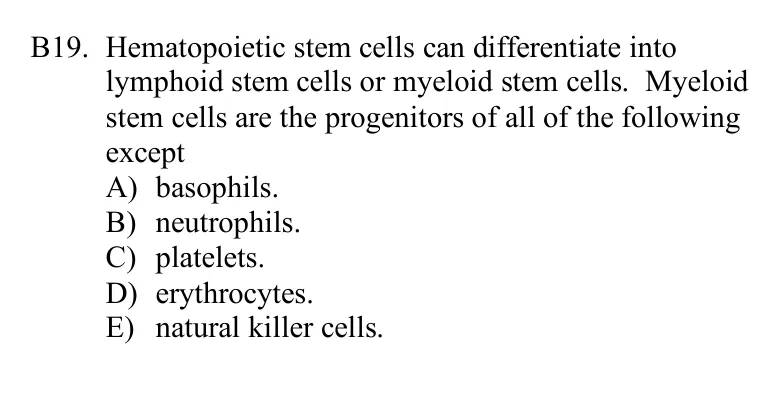 B19. Hematopoietic stem cells can differentiate into
lymphoid stem cells or myeloid stem cells. Myeloid
stem cells are the progenitors of all of the following
except
A) basophils.
B) neutrophils.
C) platelets.
D) erythrocytes.
E) natural killer cells.